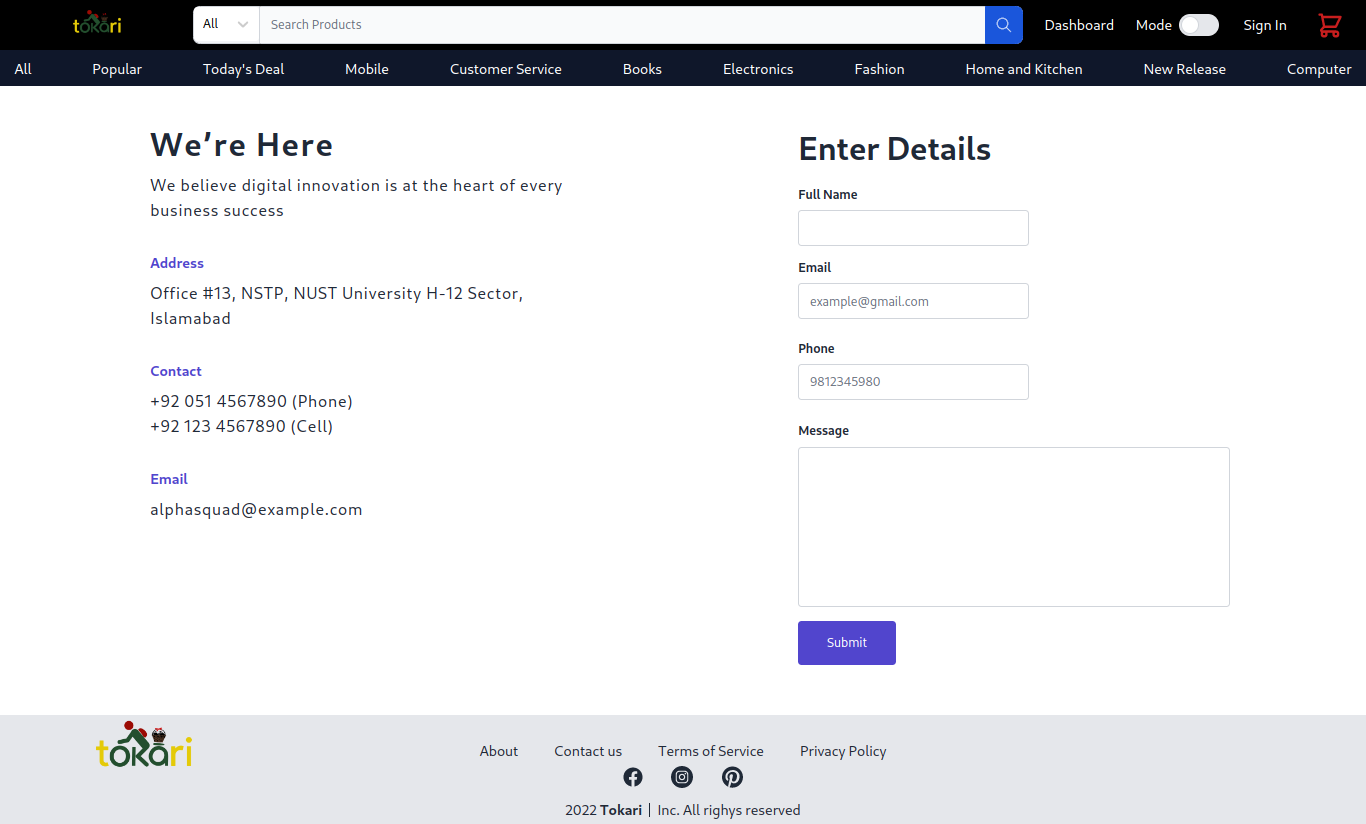 tokari
All
Search Products
Dashboard
Mode
Sign In
All
Popular
Today's Deal
Mobile
Customer Service
Books
Electronics
Fashion
Home and Kitchen
New Release
Computer
We’re Here
We believe digital innovation is at the heart of every
business success
Address
Office #13, NSTP, NUST University H-12 Sector,
Islamabad
Contact
+92 051 4567890 (Phone)
+92 123 4567890 (Cell)
Email
alphasquad@example.com
Enter Details
Full Name
Email
example@gmail.com
Phone
9812345980
Message
Submit
tokari
About
Contact us
Terms of Service
Privacy Policy
2022 Tokari | Inc. All righys reserved